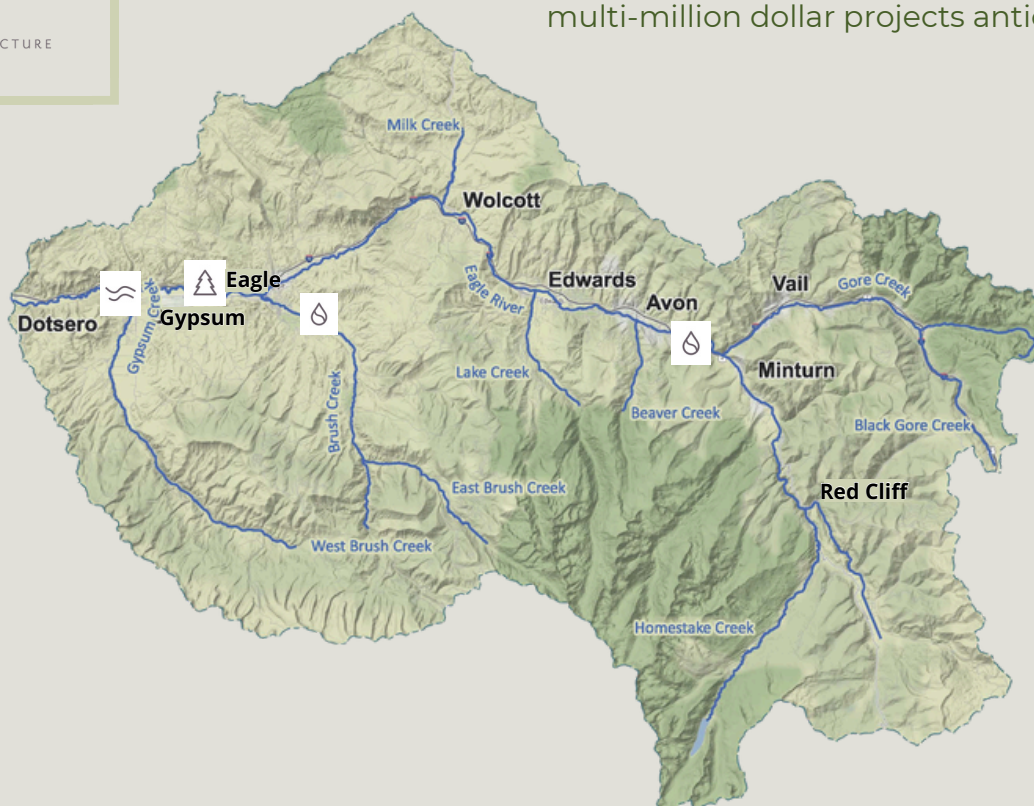 multi-million dollar projects antic
CTURE
Milk Creek
Wolcott
Eagle
Edwards
Vail
Gore Creek
Eagle River
Avon
Dotsero
Gypsum
Gypsum Creek
Minturn
Lake Creek
Brush Creek
Beaver Creek
Black Gore Creek
East Brush Creek
Red Cliff
West Brush Creek
Homestake Creek